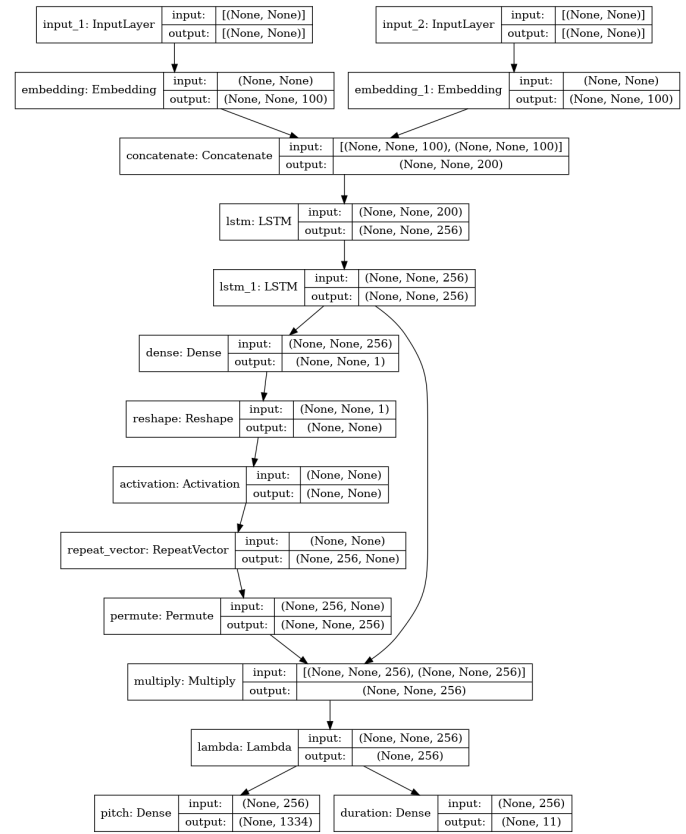 input_1: InputLayer input: [(None, None)]
output: [(None, None)]
input_2: InputLayer input: [(None, None)]
output: [(None, None)]
embedding: Embedding input: (None, None)
output: (None, None, 100)
embedding_1: Embedding input: (None, None)
output: (None, None, 100)
concatenate: Concatenate input: [(None, None, 100), (None, None, 100)]
output: (None, None, 200)
lstm: LSTM input: (None, None, 200)
output: (None, None, 256)
lstm_1: LSTM input: (None, None, 256)
output: (None, None, 256)
dense: Dense input: (None, None, 256)
output: (None, None, 1)
reshape: Reshape input: (None, None, 1)
output: (None, None)
activation: Activation input: (None, None)
output: (None, None)
repeat_vector: RepeatVector input: (None, None)
output: (None, 256, None)
permute: Permute input: (None, 256, None)
output: (None, None, 256)
multiply: Multiply input: [(None, None, 256), (None, None, 256)]
output: (None, None, 256)
lambda: Lambda input: (None, None, 256)
output: (None, 256)
pitch: Dense input: (None, 256)
output: (None, 1334)
duration: Dense input: (None, 256)
output: (None, 11)